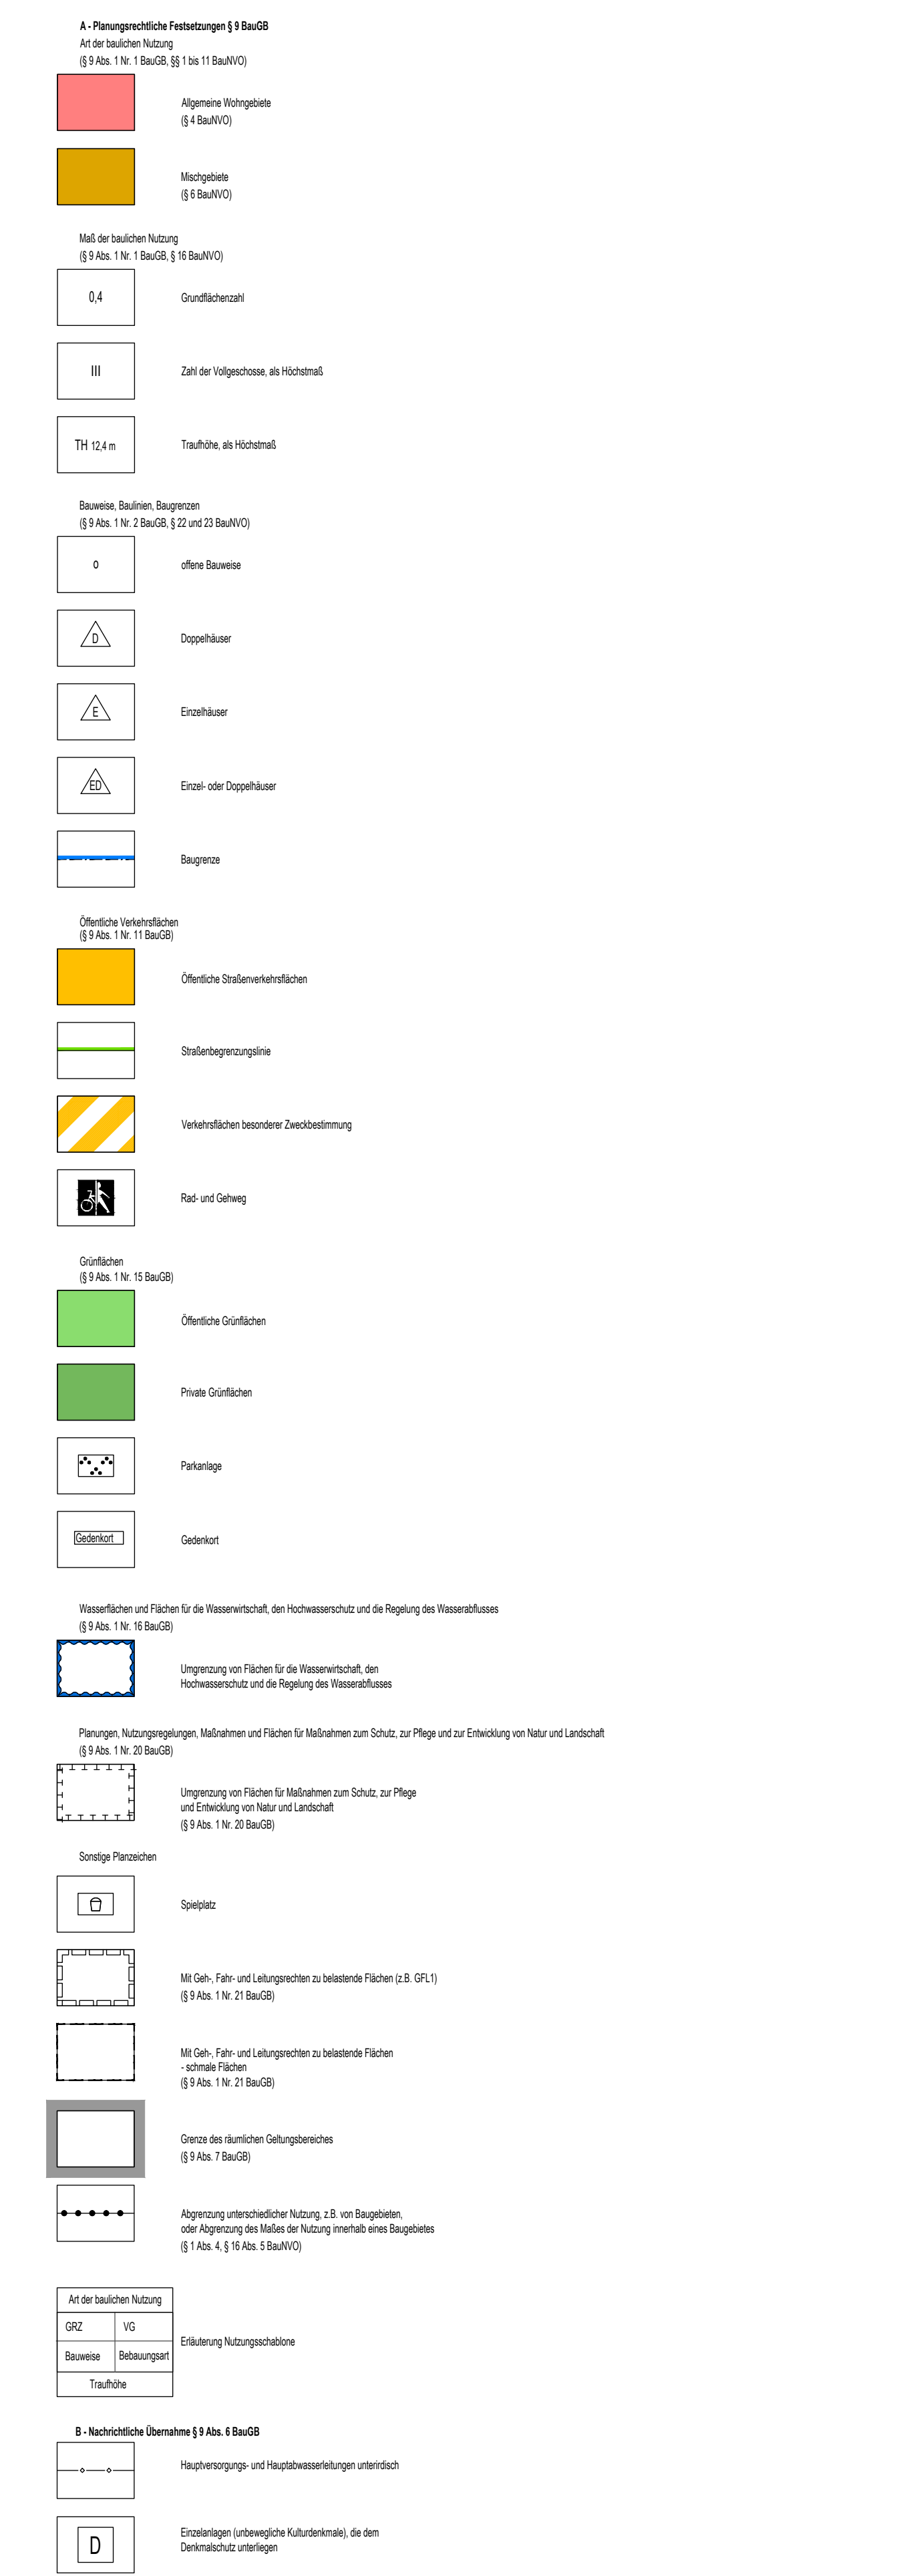 A - Planungsrechtliche Festsetzungen § 9 BauGB
Art der baulichen Nutzung
(§ 9 Abs. 1 Nr. 1 BauGB, §§ 1 bis 11 BauNVO)
Allgemeine Wohngebiete
(§ 4 BauNVO)
Mischgebiete
(§ 6 BauNVO)
Maß der baulichen Nutzung
(§ 9 Abs. 1 Nr. 1 BauGB, § 16 BauNVO)
0,4 Grundflächenzahl
III Zahl der Vollgeschosse, als Höchstmaß
TH 12,4 m Traufhöhe, als Höchstmaß
Bauweise, Baulinien, Baugrenzen
(§ 9 Abs. 1 Nr. 2 BauGB, § 22 und 23 BauNVO)
o offene Bauweise
D Doppelhäuser
E Einzelhäuser
ED Einzel- oder Doppelhäuser
Baugrenze
Öffentliche Verkehrsflächen
(§ 9 Abs. 1 Nr. 11 BauGB)
Öffentliche Straßenverkehrsflächen
Straßenbegrenzungslinie
Verkehrsflächen besonderer Zweckbestimmung
Rad- und Gehweg
Grünflächen
(§ 9 Abs. 1 Nr. 15 BauGB)
Öffentliche Grünflächen
Private Grünflächen
Parkanlage
Gedenkort Gedenkort
Wasserflächen und Flächen für die Wasserwirtschaft, den Hochwasserschutz und die Regelung des Wasserabflusses
(§ 9 Abs. 1 Nr. 16 BauGB)
Umgrenzung von Flächen für die Wasserwirtschaft, den
Hochwasserschutz und die Regelung des Wasserabflusses
Planungen, Nutzungsregelungen, Maßnahmen und Flächen für Maßnahmen zum Schutz, zur Pflege und zur Entwicklung von Natur und Landschaft
(§ 9 Abs. 1 Nr. 20 BauGB)
Umgrenzung von Flächen für Maßnahmen zum Schutz, zur Pflege
und Entwicklung von Natur und Landschaft
(§ 9 Abs. 1 Nr. 20 BauGB)
Sonstige Planzeichen
Spielplatz
Mit Geh-, Fahr- und Leitungsrechten zu belastende Flächen (z.B. GFL1)
(§ 9 Abs. 1 Nr. 21 BauGB)
Mit Geh-, Fahr- und Leitungsrechten zu belastende Flächen
- schmale Flächen
(§ 9 Abs. 1 Nr. 21 BauGB)
Grenze des räumlichen Geltungsbereiches
(§ 9 Abs. 7 BauGB)
Abgrenzung unterschiedlicher Nutzung, z.B. von Baugebieten,
oder Abgrenzung des Maßes der Nutzung innerhalb eines Baugebietes
(§ 1 Abs. 4, § 16 Abs. 5 BauNVO)
Art der baulichen Nutzung
GRZ VG
Erläuterung Nutzungsschablone
Bauweise Bebauungsart
Traufhöhe
B - Nachrichtliche Übernahme § 9 Abs. 6 BauGB
Hauptversorgungs- und Hauptabwasserleitungen unterirdisch
D Einzelanlagen (unbewegliche Kulturdenkmale), die dem
Denkmalschutz unterliegen